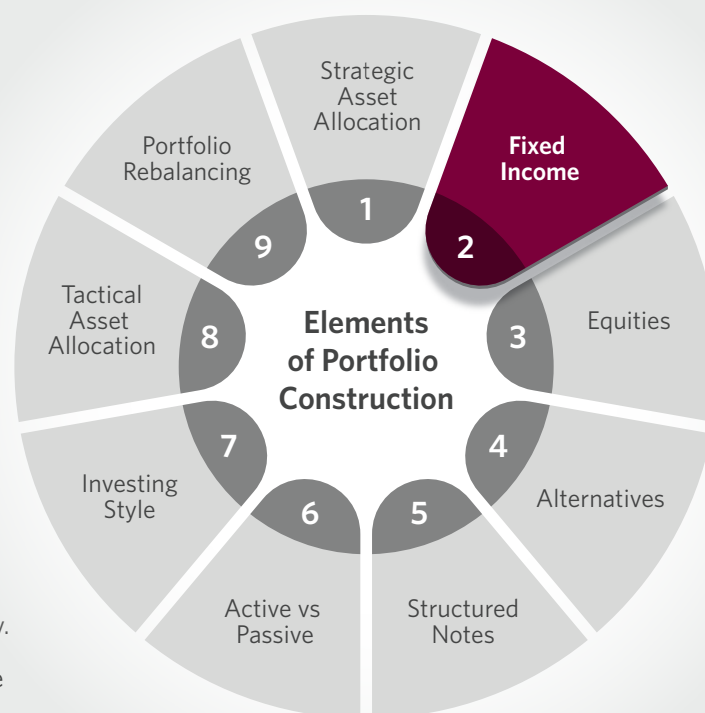 Elements
of Portfolio
Construction
1
Strategic
Asset
Allocation
2
Fixed
Income
3
Equities
4
Alternatives
5
Structured
Notes
6
Active vs
Passive
7
Investing
Style
8
Tactical
Asset
Allocation
9
Portfolio
Rebalancing